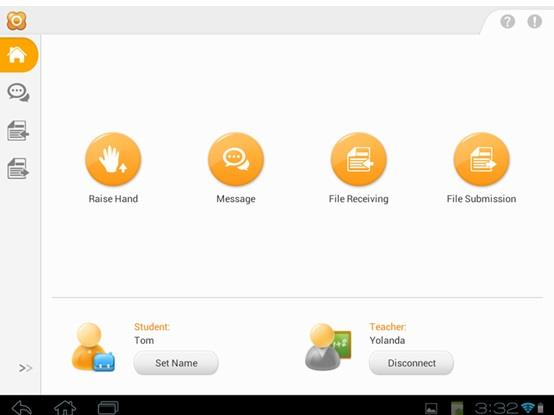 Raise Hand
Message
File Receiving
File Submission
Student:
Tom
Set Name
Teacher:
Yolanda
Disconnect
3:32